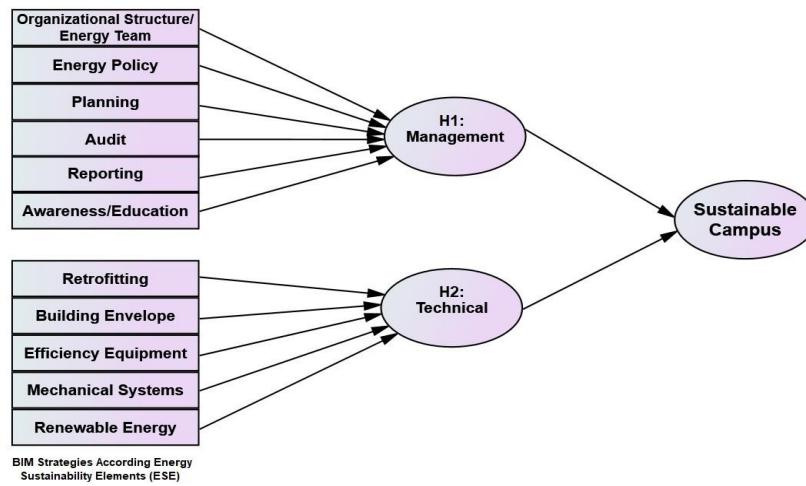 Organizational Structure/
Energy Team
Energy Policy
Planning
Audit
Reporting
Awareness/Education
H1:
Management
Sustainable
Campus
Retrofitting
Building Envelope
Efficiency Equipment
Mechanical Systems
Renewable Energy
H2:
Technical
BIM Strategies According Energy
Sustainability Elements (ESE)